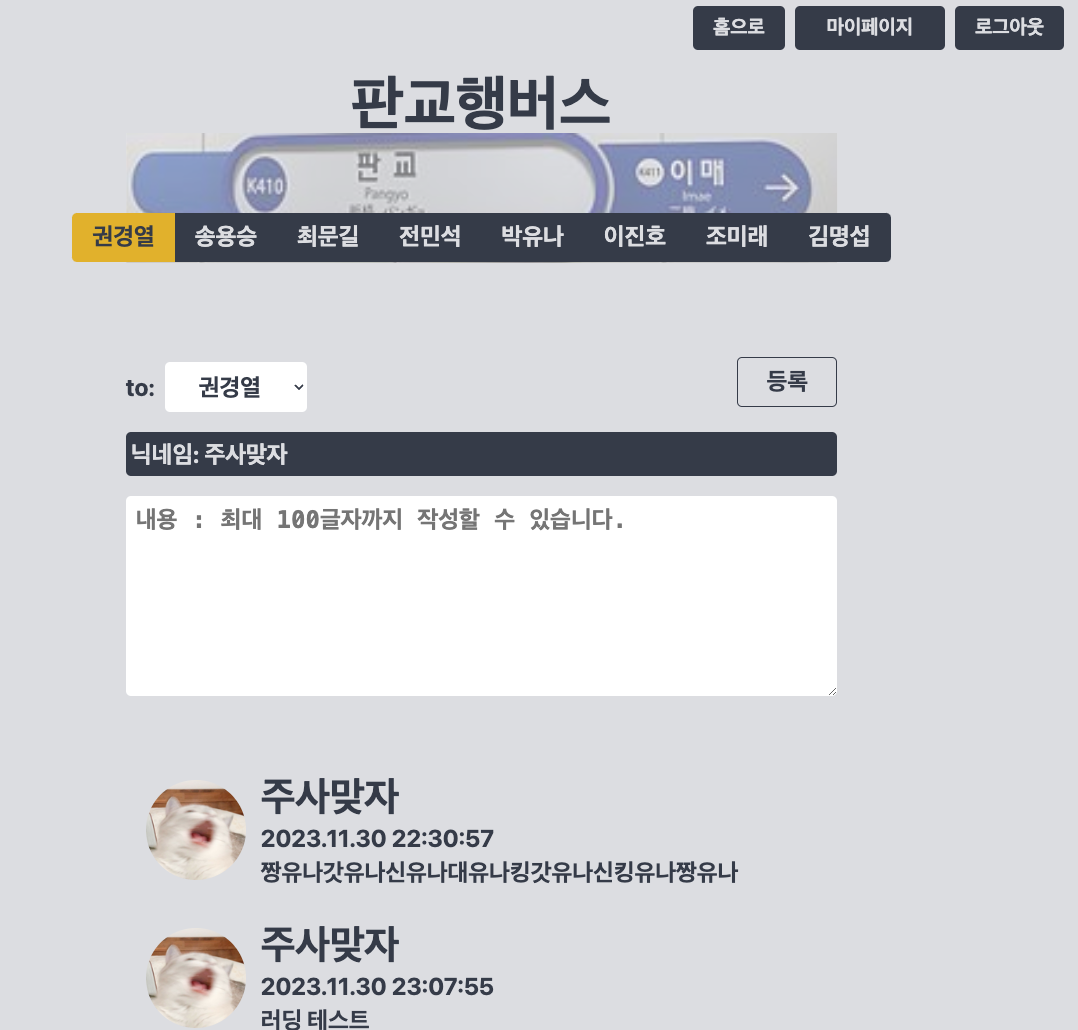 홈으로 마이페이지 로그아웃
판교행버스
K410 판교 K411 이매
Pangyo Imae
권경열 송용승 최문길 전민석 박유나 이진호 조미래 김명섭
to: 권경열 등록
닉네임: 주사맞자
내용 : 최대 100글자까지 작성할 수 있습니다.
주사맞자
2023.11.30 22:30:57
짱유나갓유나신유나대유나킹갓유나신킹유나짱유나
주사맞자
2023.11.30 23:07:55
러딩 테스트